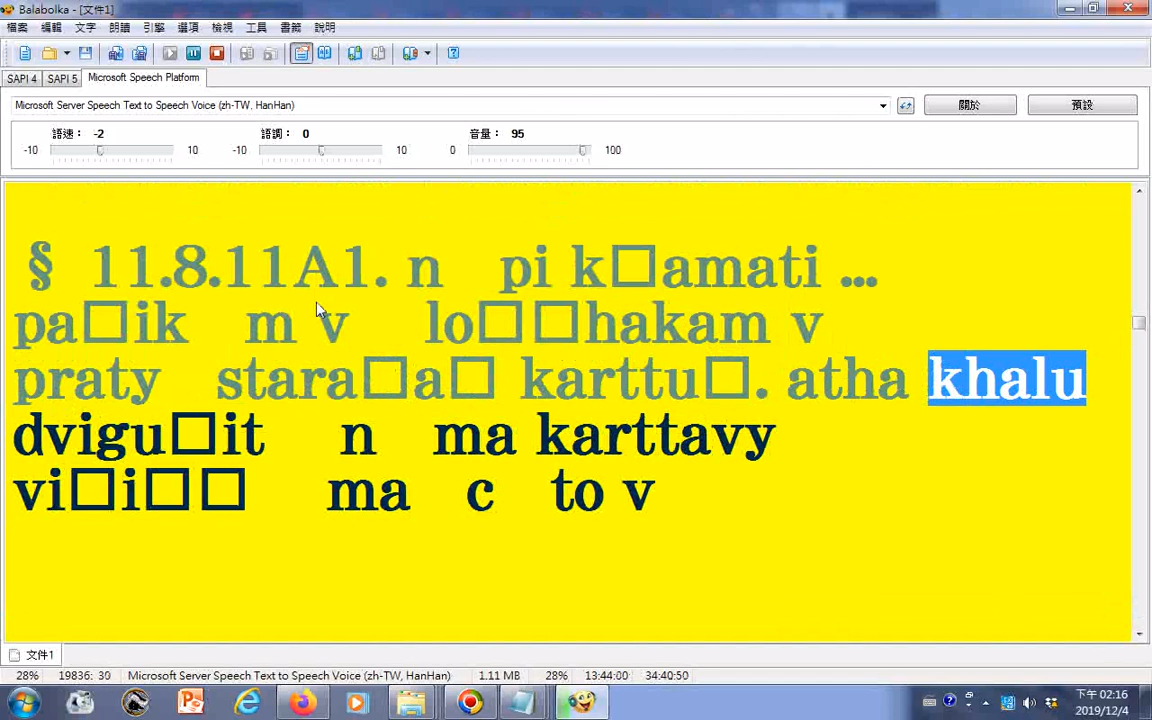 Balabolka - [文件1]
檔案 編輯 文字 朗讀 引擎 選項 檢視 工具 書籤 說明
SAPI 4 SAPI 5 Microsoft Speech Platform
Microsoft Server Speech Text to Speech Voice (zh-TW, HanHan) 關於 預設
語速： -2 語調： 0 音量： 95
-10 10 -10 10 0 100
§ 11.8.11A1. n pi k□amati ...
pa□ik m v lo□□hakam v
praty stara□a□ karttu□. atha khalu
dvigu□it n ma karttavy
vi□i□□ ma c to v
文件1
28% 19836: 30 Microsoft Server Speech Text to Speech Voice (zh-TW, HanHan) 1.11 MB 28% 13:44:00 34:40:50
下午 02:16
2019/12/4